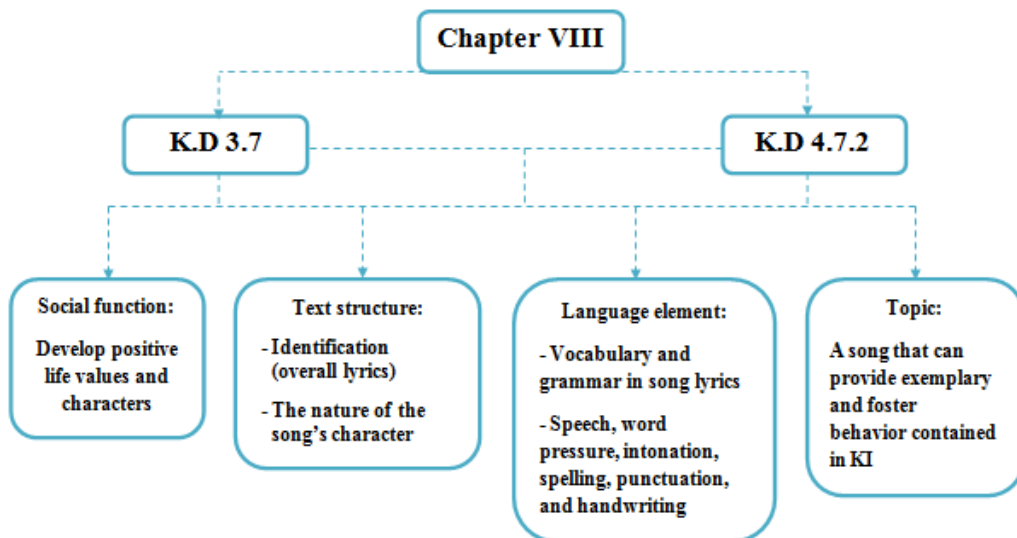 Chapter VIII
K.D 3.7
K.D 4.7.2
Social function:
Develop positive
life values and
characters
Text structure:
- Identification
(overall lyrics)
- The nature of the
song's character
Language element:
- Vocabulary and
grammar in song lyrics
- Speech, word
pressure, intonation,
spelling, punctuation,
and handwriting
Topic:
A song that can
provide exemplary
and foster
behavior contained
in KI